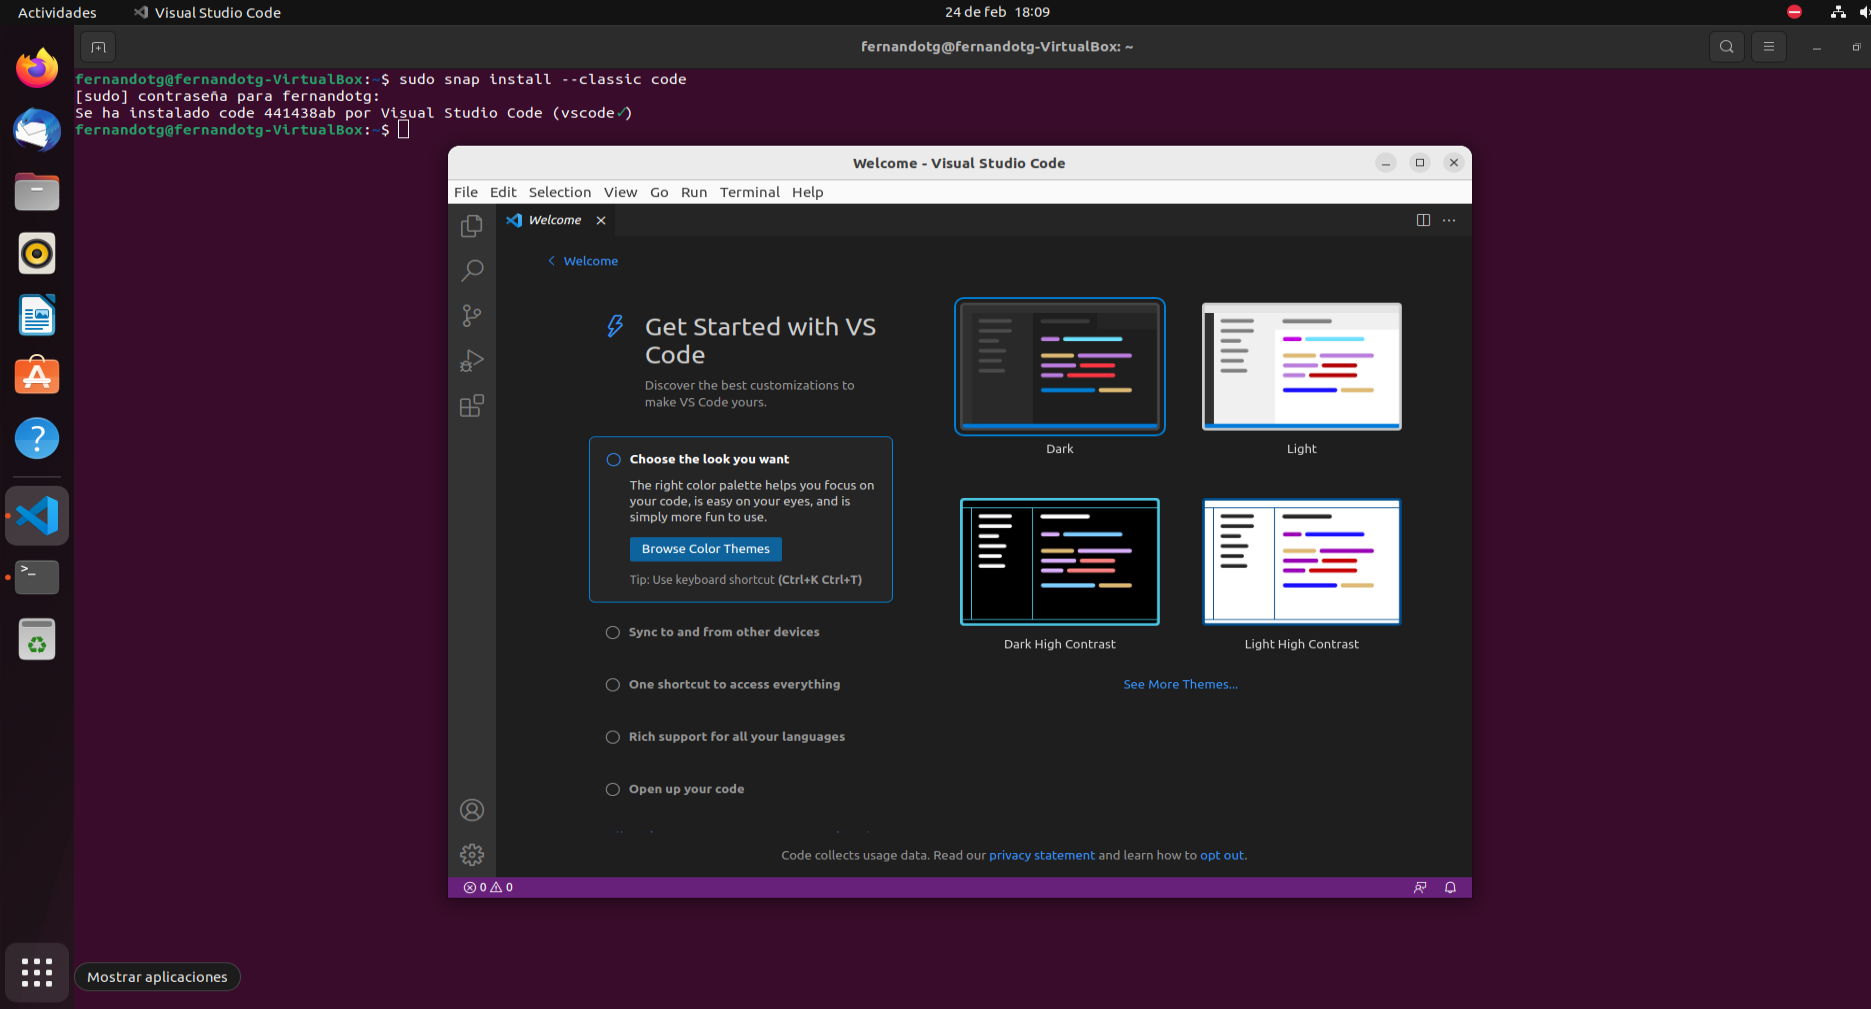 Actividades
Visual Studio Code
24 de feb 18:09
fernandotg@fernandotg-VirtualBox: ~
fernandotg@fernandotg-VirtualBox:~$ sudo snap install --classic code
[sudo] contraseña para fernandotg:
Se ha instalado code 441438ab por Visual Studio Code (vscode✓)
fernandotg@fernandotg-VirtualBox:~$
Welcome - Visual Studio Code
File Edit Selection View Go Run Terminal Help
Welcome
Welcome
Get Started with VS
Code
Discover the best customizations to
make VS Code yours.
Choose the look you want
The right color palette helps you focus on
your code, is easy on your eyes, and is
simply more fun to use.
Browse Color Themes
Tip: Use keyboard shortcut (Ctrl+K Ctrl+T)
Sync to and from other devices
One shortcut to access everything
Rich support for all your languages
Open up your code
Dark
Light
Dark High Contrast
Light High Contrast
See More Themes...
Code collects usage data. Read our privacy statement and learn how to opt out.
0 0
Mostrar aplicaciones